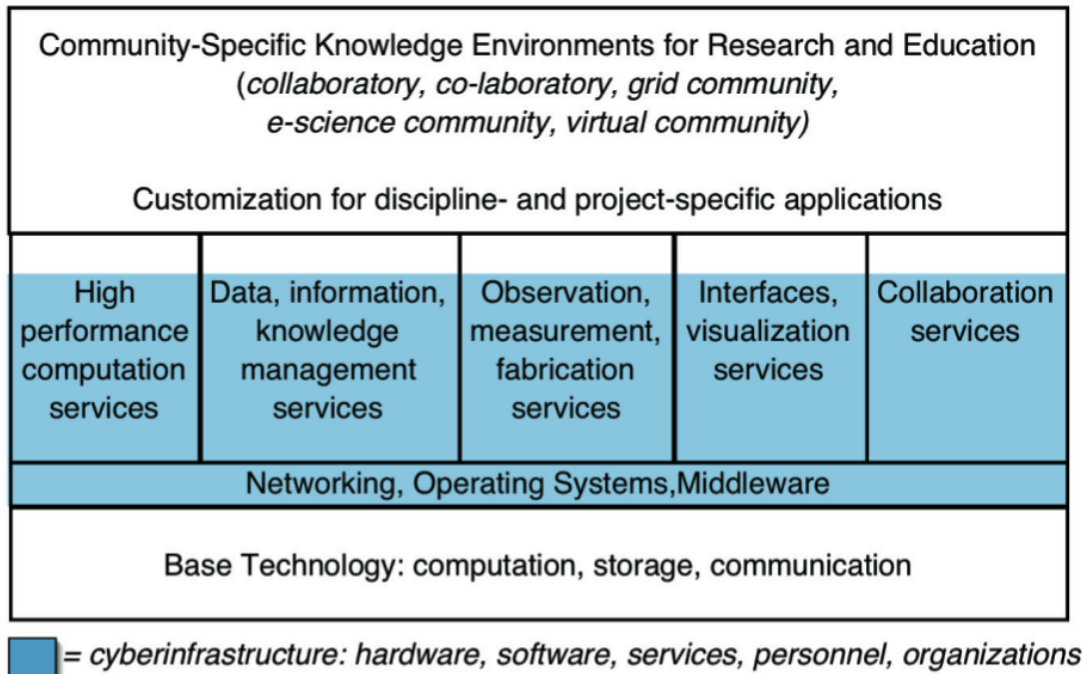 Community-Specific Knowledge Environments for Research and Education
(collaboratory, co-laboratory, grid community,
e-science community, virtual community)
Customization for discipline- and project-specific applications
High
performance
computation
services
Data, information,
knowledge
management
services
Observation,
measurement,
fabrication
services
Interfaces,
visualization
services
Collaboration
services
Networking, Operating Systems,Middleware
Base Technology: computation, storage, communication
= cyberinfrastructure: hardware, software, services, personnel, organizations